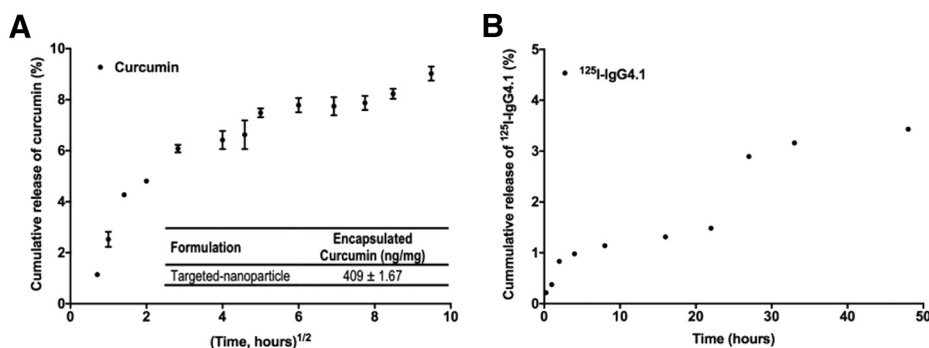 A
Cumulative release of curcumin (%)
10
8
6
4
2
0
Curcumin
Formulation
Encapsulated
Curcumin (ng/mg)
Targeted-nanoparticle
409 ± 1.67
0
2
4
6
8
10
(Time, hours)1/2
B
Cummulative release of 125I-IgG4.1 (%)
5
4
3
2
1
0
125I-IgG4.1
0
10
20
30
40
50
Time (hours)